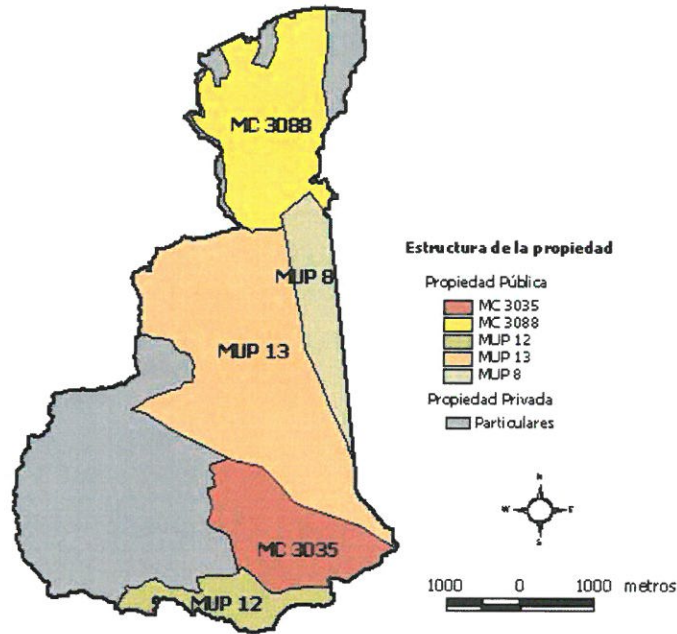 MC 3088
MUP 8
MUP 13
MC 3035
MUP 12
Estructura de la propiedad
Propiedad Pública
MC 3035
MC 3088
MUP 12
MUP 13
MUP 8
Propiedad Privada
Particulares
N
W E
S
1000 0 1000 metros